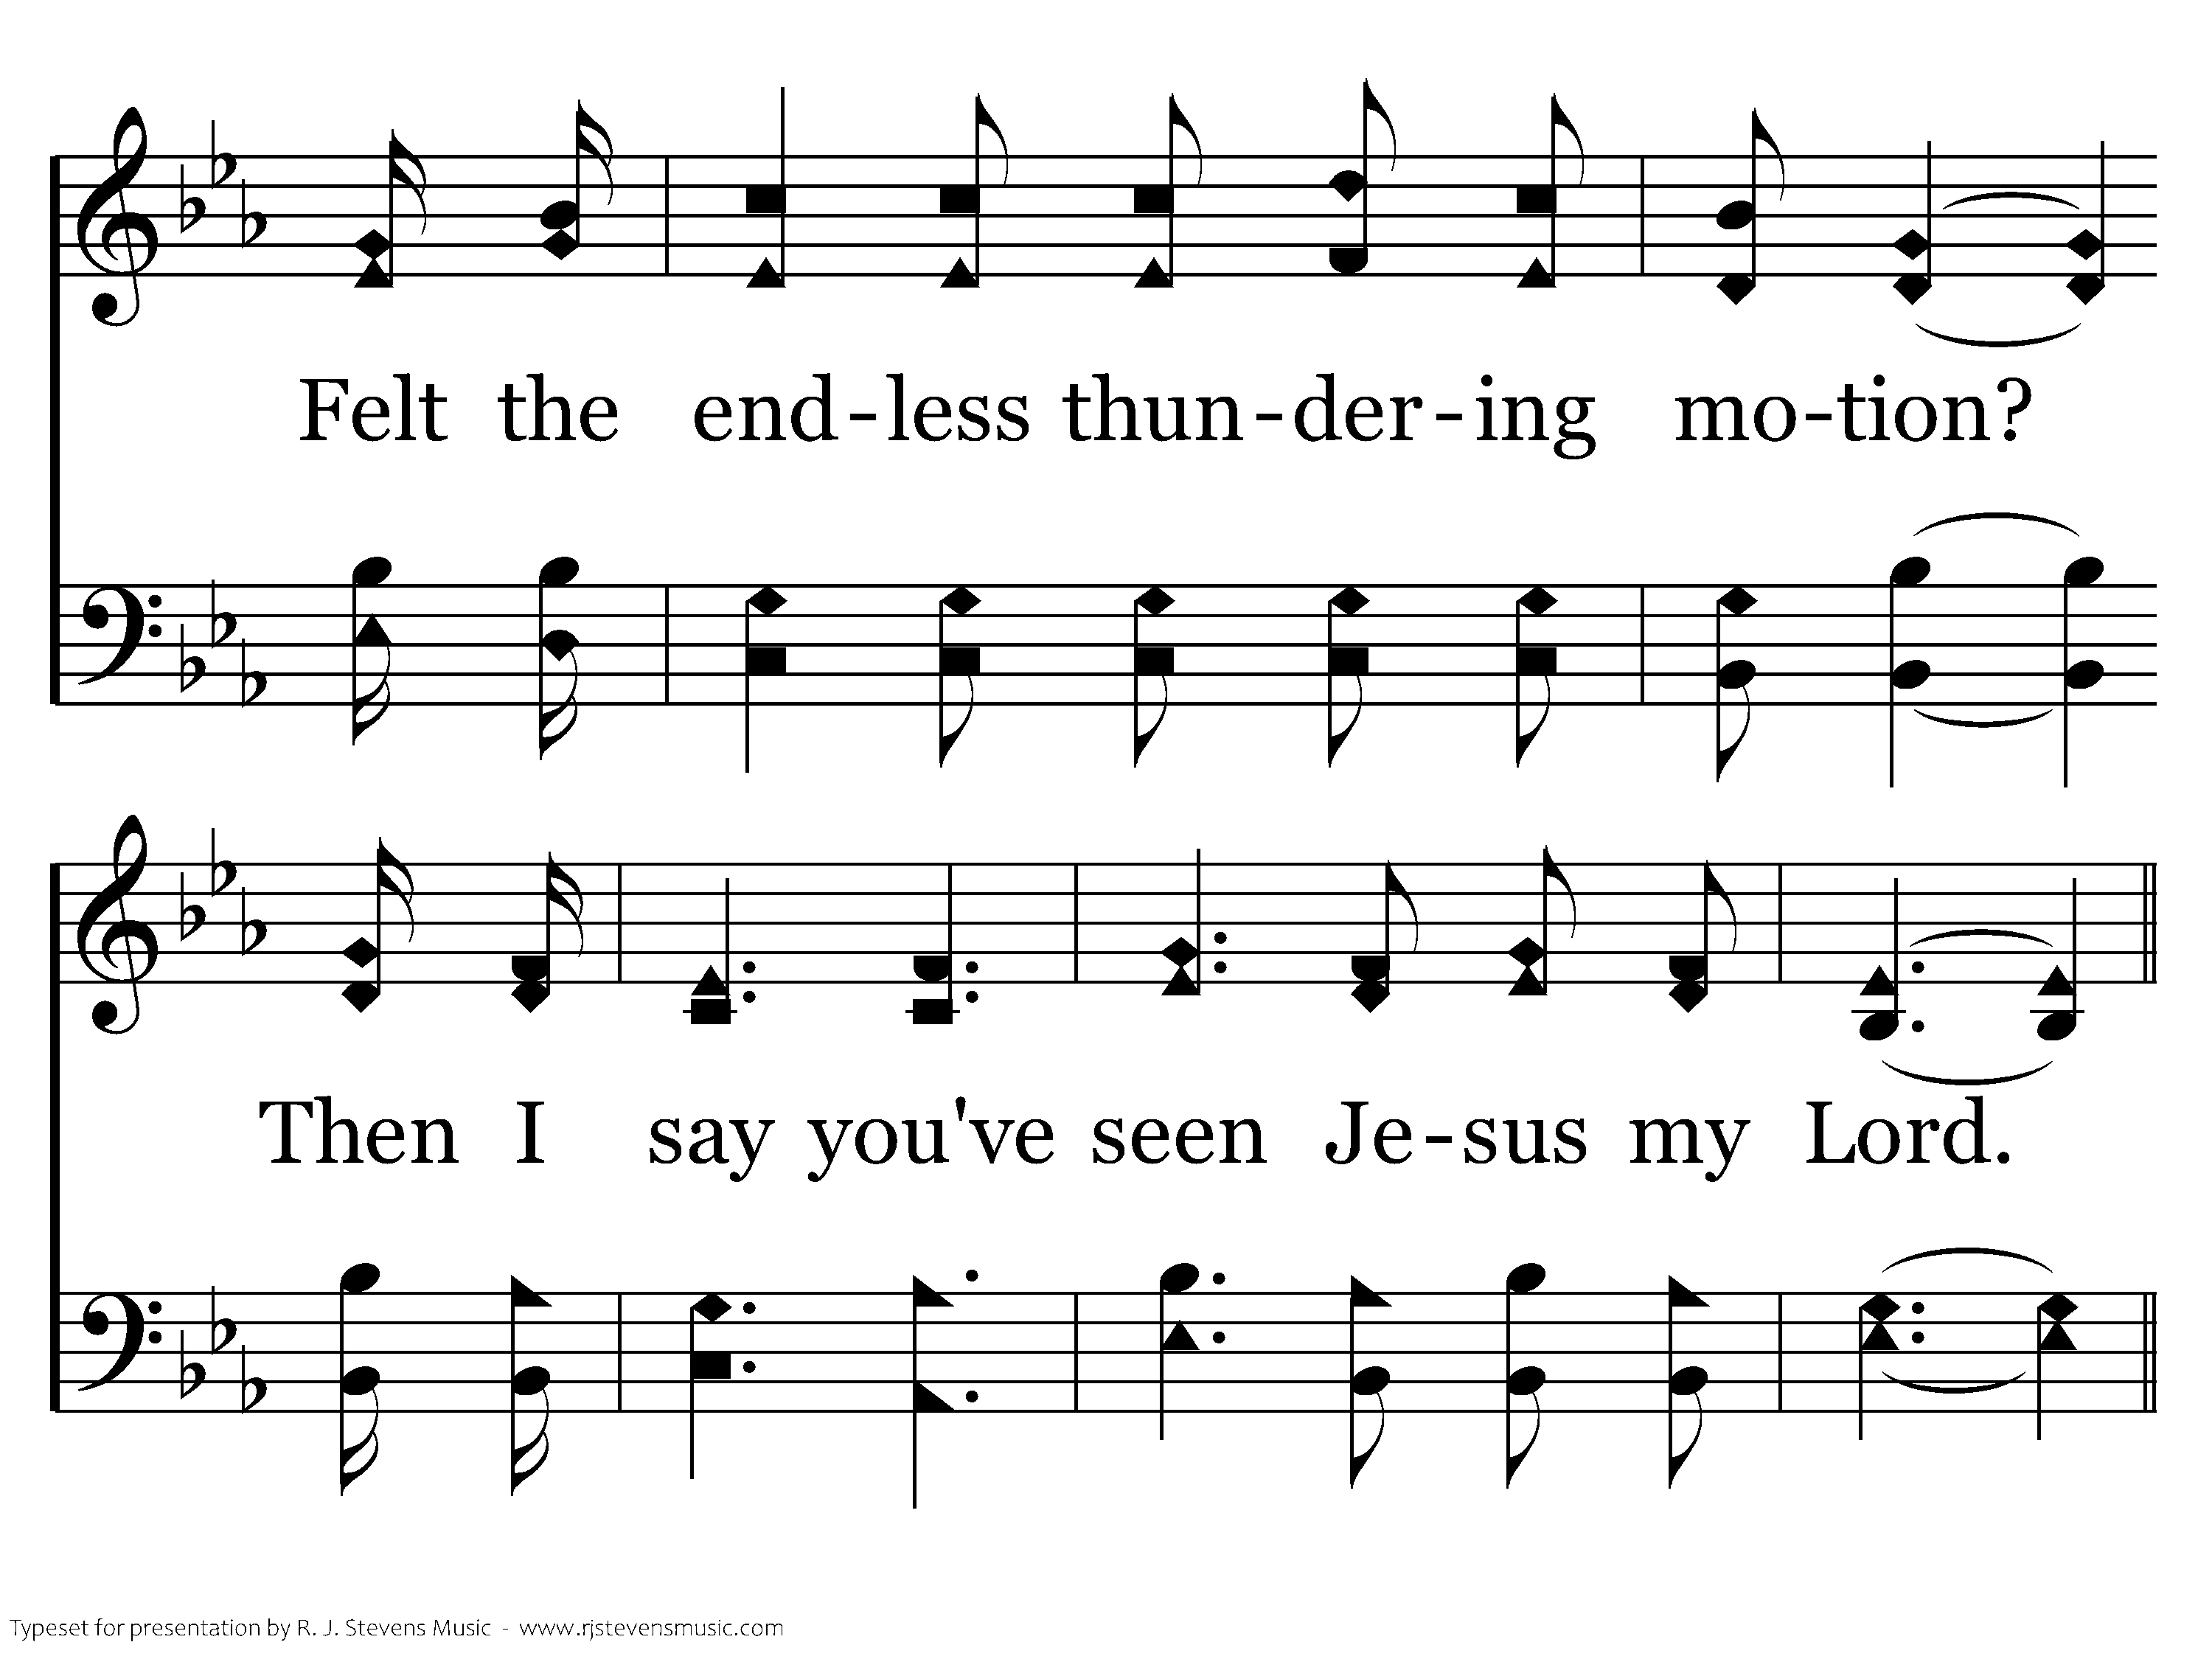 Felt the end-less thun-der-ing mo-tion?
Then I say you've seen Je-sus my Lord.
Typeset for presentation by R. J. Stevens Music - www.rjstevensmusic.com